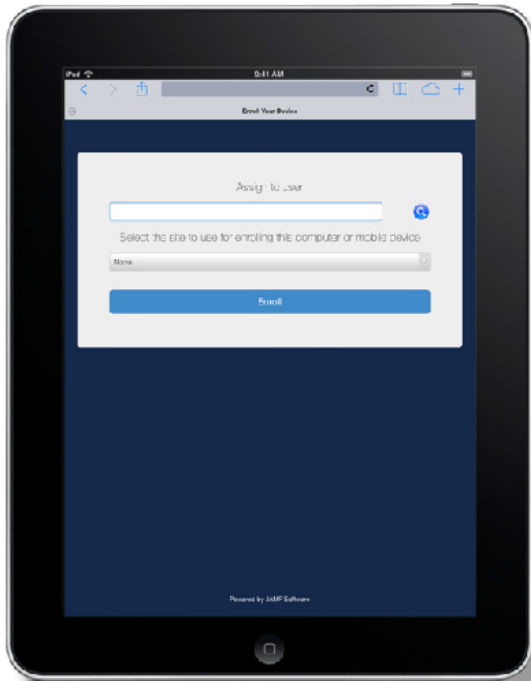 iPad
9:41 AM
Enroll Your Device
Assign to user
Select the site to use for enrolling this computer or mobile device
None
Enroll
Powered by JAMF Software